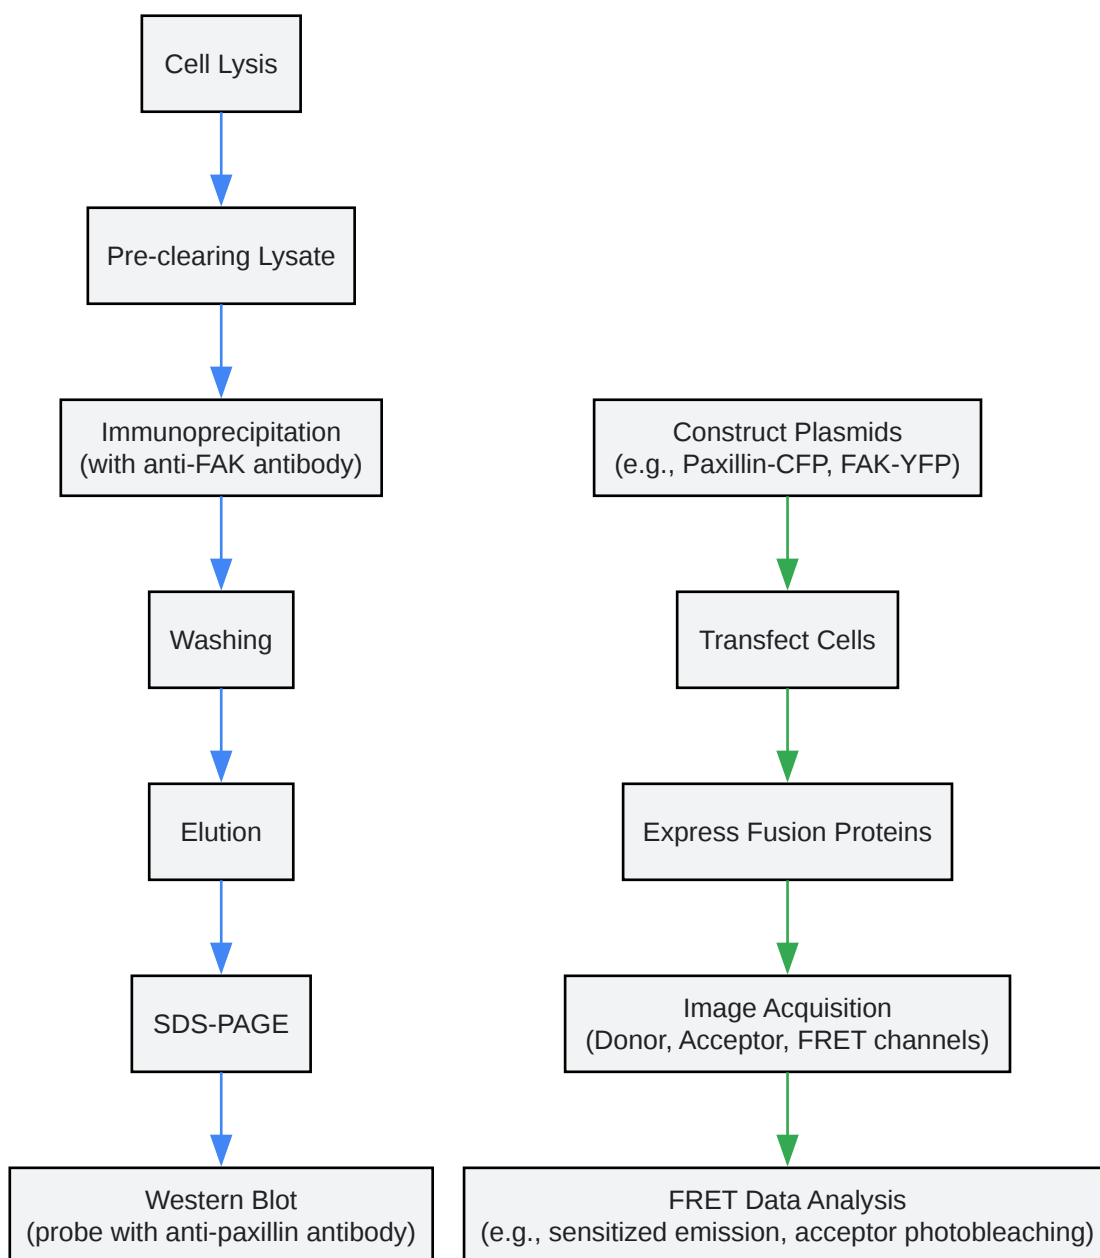 Cell Lysis
Pre-clearing Lysate
Immunoprecipitation
(with anti-FAK antibody)
Washing
Elution
SDS-PAGE
Western Blot
(probe with anti-paxillin antibody)
Construct Plasmids
(e.g., Paxillin-CFP, FAK-YFP)
Transfect Cells
Express Fusion Proteins
Image Acquisition
(Donor, Acceptor, FRET channels)
FRET Data Analysis
(e.g., sensitized emission, acceptor photobleaching)